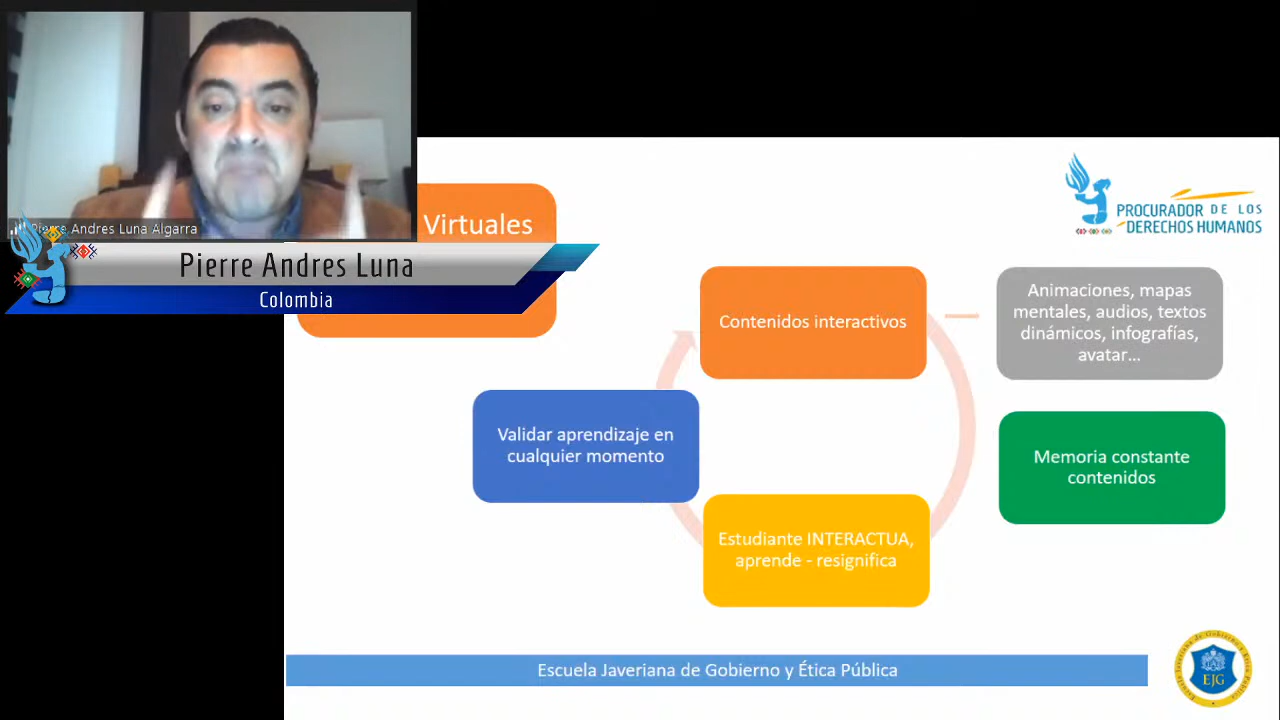 Pierre Andres Luna Algarra
Pierre Andres Luna
Colombia
Virtuales
PROCURADOR DE LOS
DERECHOS HUMANOS
Contenidos interactivos
Animaciones, mapas
mentales, audios, textos
dinámicos, infografías,
avatar...
Validar aprendizaje en
cualquier momento
Memoria constante
contenidos
Estudiante INTERACTUA,
aprende - resignifica
Escuela Javeriana de Gobierno y Ética Pública
EJG